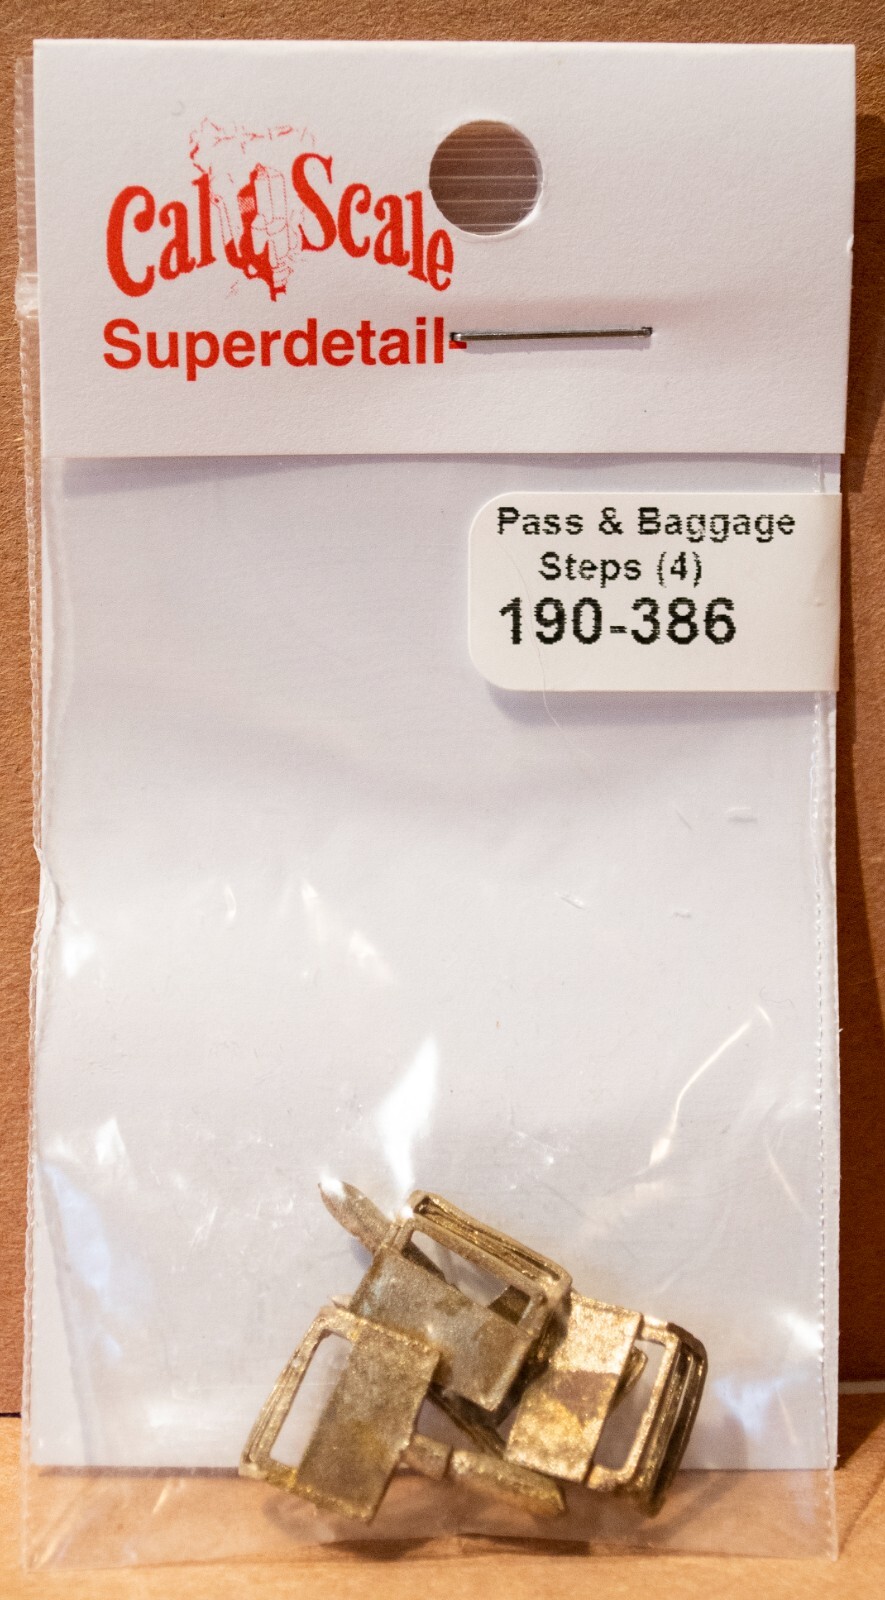 Cal Scale
Superdetail-
Pass & Baggage
Steps (4)
190-386